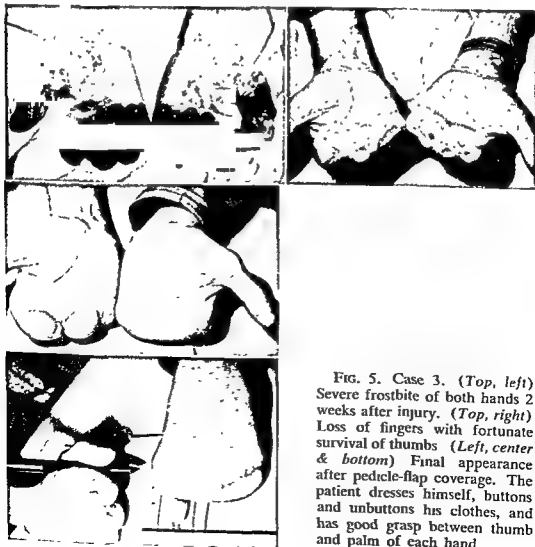 FIG. 5. Case 3. (Top, left)
Severe frostbite of both hands 2
weeks after injury. (Top, right)
Loss of fingers with fortunate
survival of thumbs (Left, center
& bottom) Final appearance
after pedicle-flap coverage. The
patient dresses himself, buttons
and unbuttons his clothes, and
has good grasp between thumb
and palm of each hand